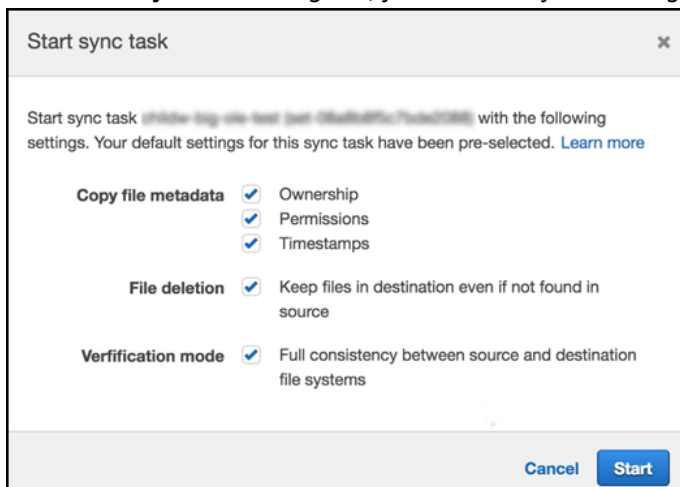 Start sync task
Start sync task with the following
settings. Your default settings for this sync task have been pre-selected. Learn more
Copy file metadata Ownership
Permissions
Timestamps
File deletion Keep files in destination even if not found in
source
Verfification mode Full consistency between source and destination
file systems
Cancel Start